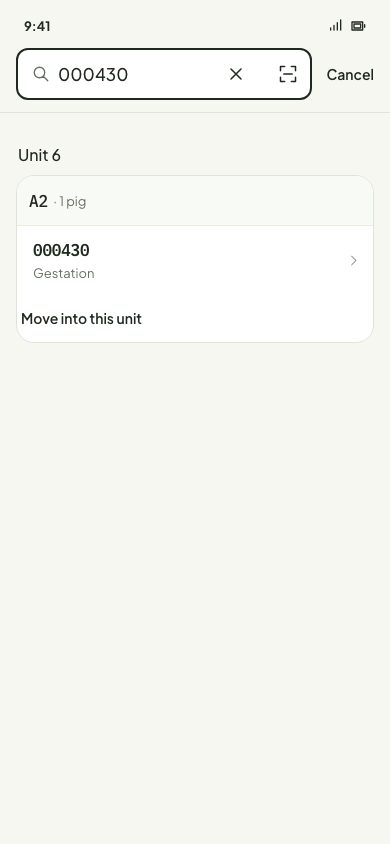 9:41
000430
Cancel
Unit 6
A2 · 1 pig
000430
Gestation
Move into this unit